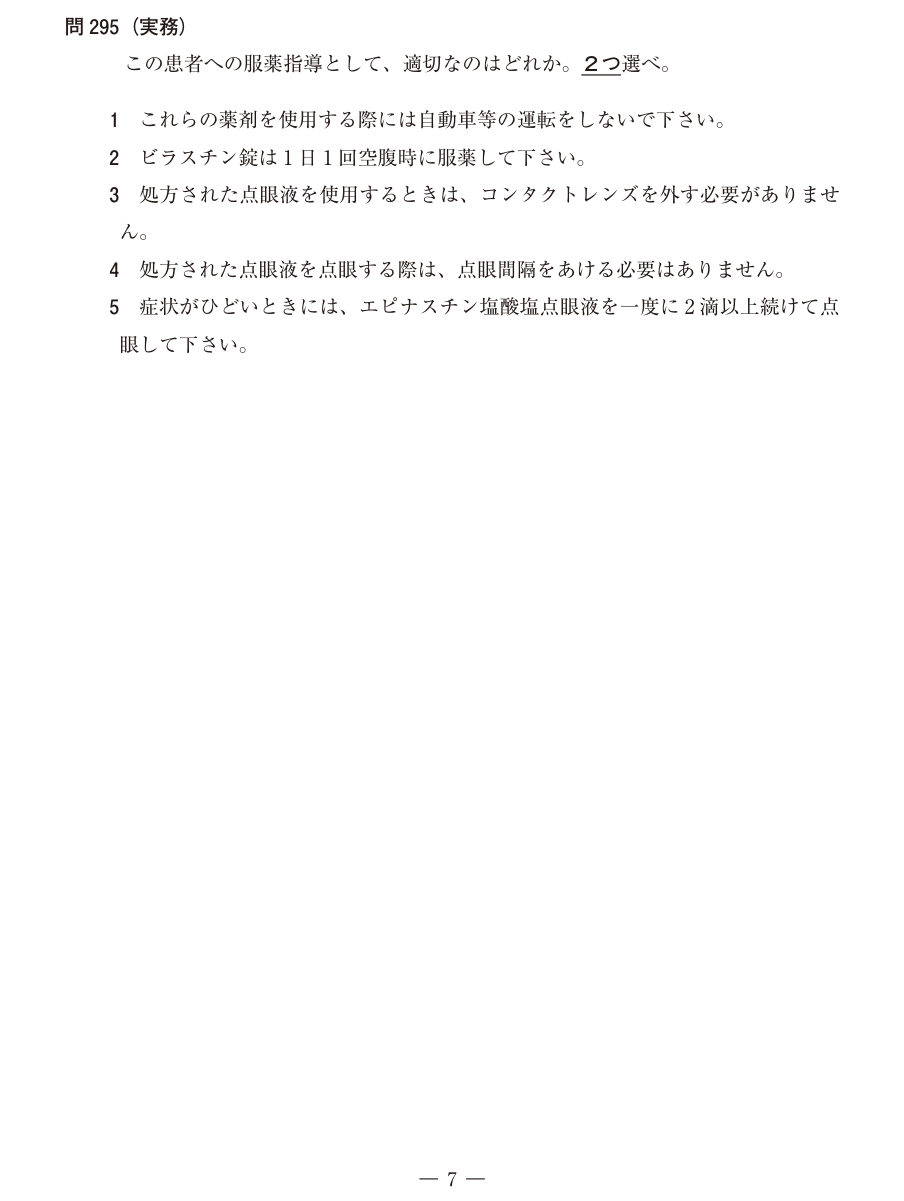 問 295（実務）
この患者への服薬指導として、適切なのはどれか。２つ選べ。
1　これらの薬剤を使用する際には自動車等の運転をしないで下さい。
2　ビラスチン錠は１日１回空腹時に服薬して下さい。
3　処方された点眼液を使用するときは、コンタクトレンズを外す必要がありませ
ん。
4　処方された点眼液を点眼する際は、点眼間隔をあける必要はありません。
5　症状がひどいときには、エピナスチン塩酸塩点眼液を一度に２滴以上続けて点
眼して下さい。
― 7 ―